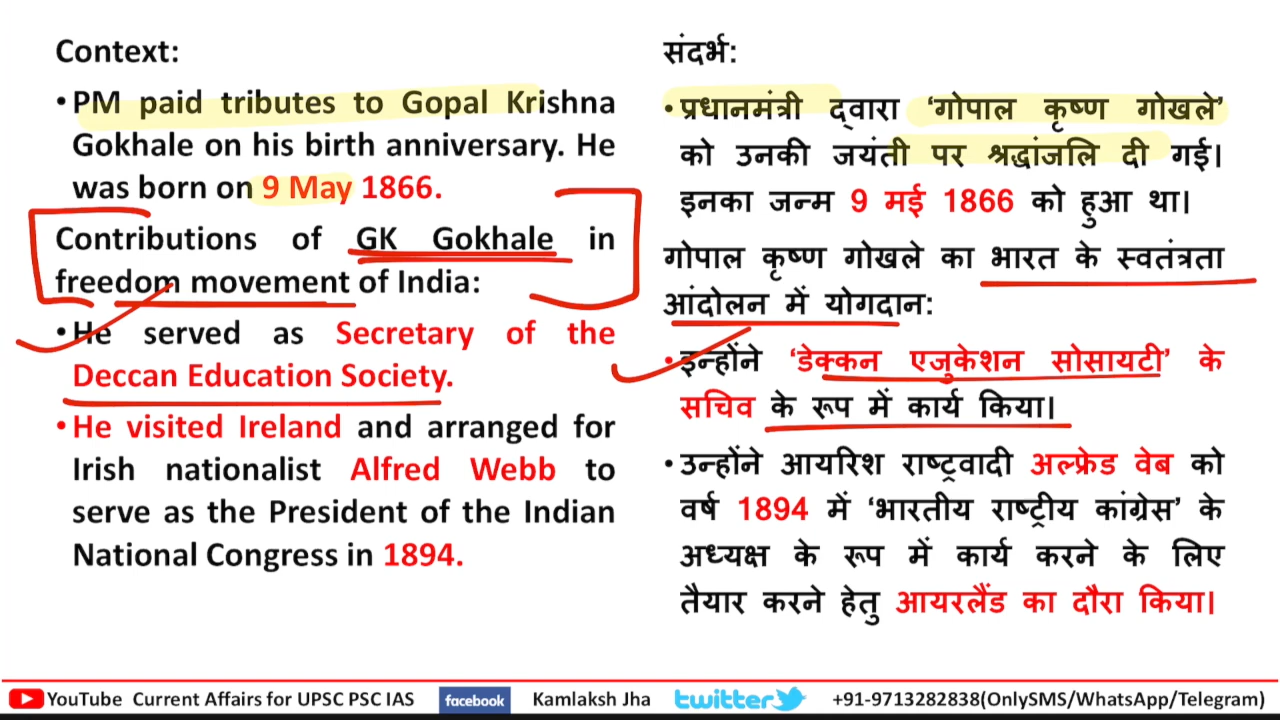 Context:
•PM paid tributes to Gopal Krishna
Gokhale on his birth anniversary. He
was born on 9 May 1866.
Contributions of GK Gokhale in
freedom movement of India:
•He served as Secretary of the
Deccan Education Society.
•He visited Ireland and arranged for
Irish nationalist Alfred Webb to
serve as the President of the Indian
National Congress in 1894.
संदर्भ:
•प्रधानमंत्री द्वारा ‘गोपाल कृष्ण गोखले’
को उनकी जयंती पर श्रद्धांजलि दी गई।
इनका जन्म 9 मई 1866 को हुआ था।
गोपाल कृष्ण गोखले का भारत के स्वतंत्रता
आंदोलन में योगदान:
•इन्होंने ‘डेक्कन एजुकेशन सोसायटी’ के
सचिव के रूप में कार्य किया।
•उन्होंने आयरिश राष्ट्रवादी अल्फ्रेड वेब को
वर्ष 1894 में ‘भारतीय राष्ट्रीय कांग्रेस’ के
अध्यक्ष के रूप में कार्य करने के लिए
तैयार करने हेतु आयरलैंड का दौरा किया।
YouTube Current Affairs for UPSC PSC IAS facebook Kamlaksh Jha twitter +91-9713282838(OnlySMS/WhatsApp/Telegram)